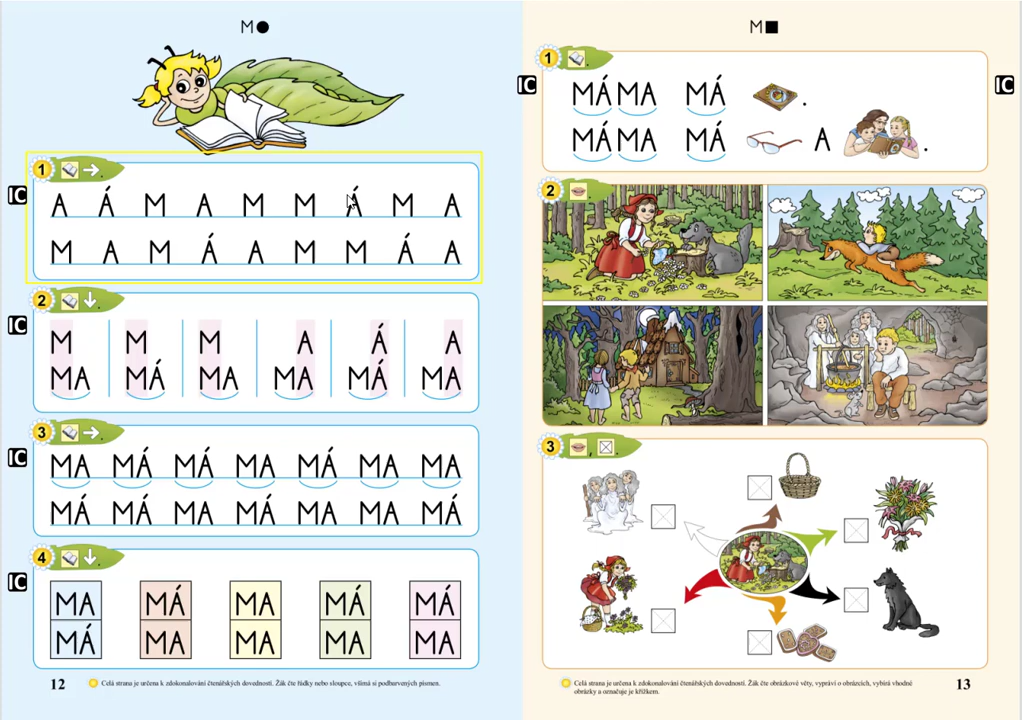 M
1
A Á M A M M Á M A
M A M Á A M M Á A
2
M M M A Á A
MA MÁ MA MA MÁ MA
3
MA MÁ MÁ MA MÁ MA MA
MÁ MÁ MA MÁ MA MA MÁ
4
MA MÁ MA MÁ MÁ
MÁ MA MA MA MA
12
Celá strana je určena k zdokonalování čtenářských dovedností. Žák čte řádky nebo sloupce, všímá si podbarvených písmen.
IC
IC
IC
IC
M
1
MÁMA MÁ .
MÁMA MÁ A .
2
3
Celá strana je určena k zdokonalování čtenářských dovedností. Žák čte obrázkové věty, vypráví o obrázcích, vybírá vhodné
obrázky a označuje je křížkem.
13
IC
IC